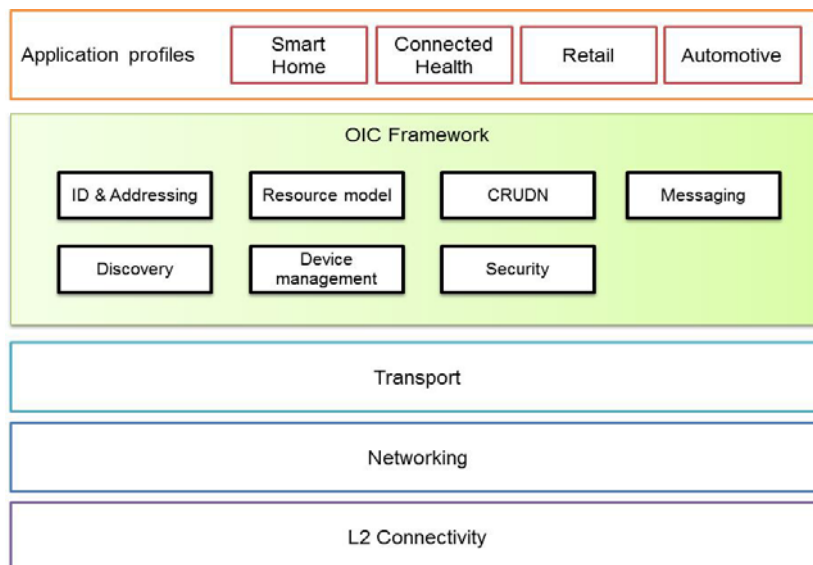 Application profiles
Smart
Home
Connected
Health
Retail
Automotive
OIC Framework
ID & Addressing
Resource model
CRUDN
Messaging
Discovery
Device
management
Security
Transport
Networking
L2 Connectivity